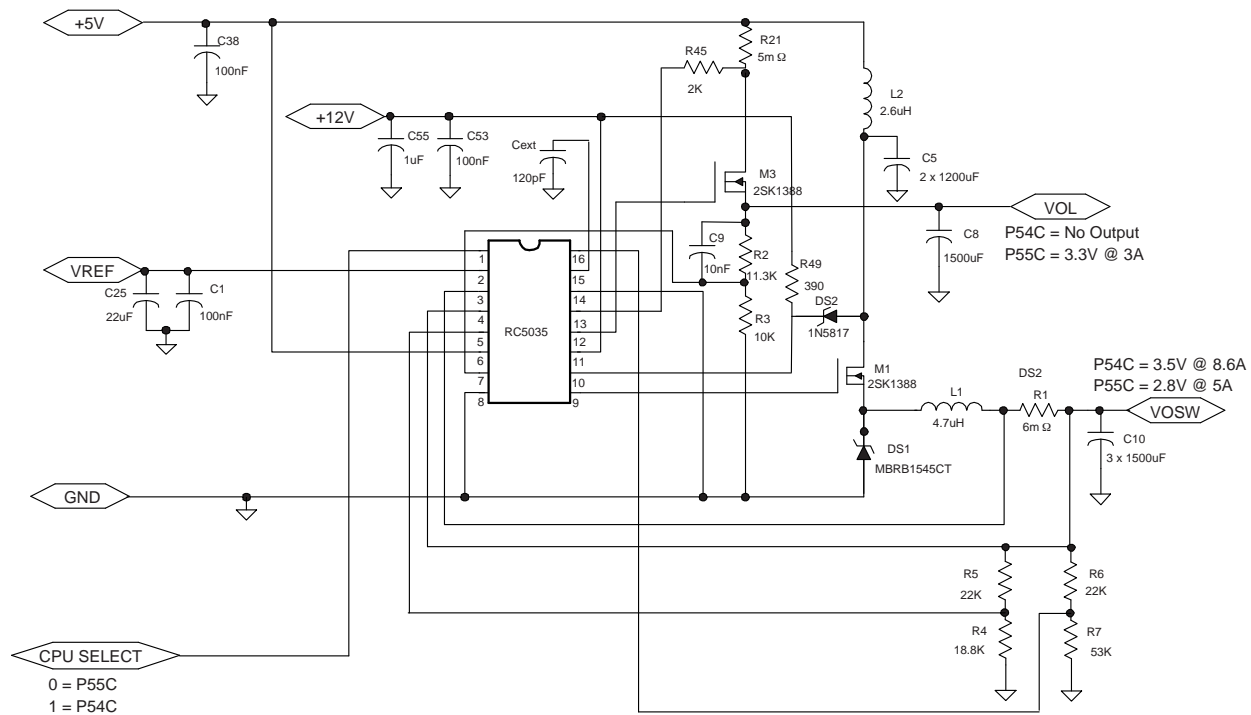 +5V
C38
100nF
R21
5m Ω
R45
2K
L2
2.6uH
+12V
C55
1uF
C53
100nF
Cext
120pF
C5
2 x 1200uF
M3
2SK1388
VOL
P54C = No Output
P55C = 3.3V @ 3A
C8
1500uF
C9
10nF
R2
11.3K
R49
390
DS2
1N5817
R3
10K
VREF
C25
22uF
C1
100nF
RC5035
1
2
3
4
5
6
7
8
16
15
14
13
12
11
10
9
M1
2SK1388
P54C = 3.5V @ 8.6A
P55C = 2.8V @ 5A
DS2
L1
4.7uH
R1
6m Ω
VOSW
C10
3 x 1500uF
DS1
MBRB1545CT
GND
R5
22K
R6
22K
R4
18.8K
R7
53K
CPU SELECT
0 = P55C
1 = P54C